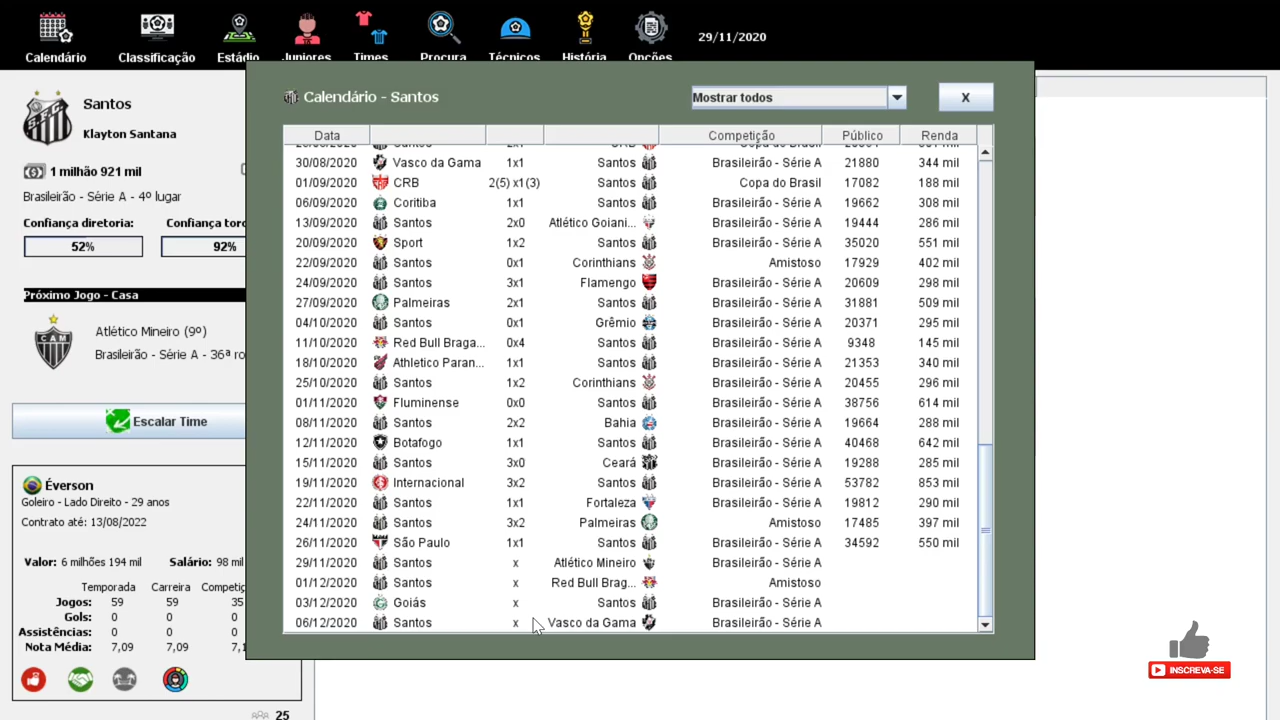 29/11/2020
Calendário Classificação Estádio Juniores Times Procura Técnicos História Opções
Santos
Klayton Santana
1 milhão 921 mil
Brasileirão - Série A - 4º lugar
Confiança diretoria: Confiança torc
52% 92%
Próximo Jogo - Casa
Atlético Mineiro (9º)
Brasileirão - Série A - 36ª ro
Escalar Time
Éverson
Goleiro - Lado Direito - 29 anos
Contrato até: 13/08/2022
Valor: 6 milhões 194 mil Salário: 98 mil
Temporada Carreira Competiç
Jogos: 59 59 35
Gols: 0 0 0
Assistências: 0 0 0
Nota Média: 7,09 7,09 7,1
25
Calendário - Santos
Mostrar todos
X
Data Competição Público Renda
30/08/2020 Vasco da Gama 1x1 Santos Brasileirão - Série A 21880 344 mil
01/09/2020 CRB 2(5) x1(3) Santos Copa do Brasil 17082 188 mil
06/09/2020 Coritiba 1x1 Santos Brasileirão - Série A 19662 308 mil
13/09/2020 Santos 2x0 Atlético Goiani... Brasileirão - Série A 19444 286 mil
20/09/2020 Sport 1x2 Santos Brasileirão - Série A 35020 551 mil
22/09/2020 Santos 0x1 Corinthians Amistoso 17929 402 mil
24/09/2020 Santos 3x1 Flamengo Brasileirão - Série A 20609 298 mil
27/09/2020 Palmeiras 2x1 Santos Brasileirão - Série A 31881 509 mil
04/10/2020 Santos 0x1 Grêmio Brasileirão - Série A 20371 295 mil
11/10/2020 Red Bull Braga... 0x4 Santos Brasileirão - Série A 9348 145 mil
18/10/2020 Athletico Paran... 1x1 Santos Brasileirão - Série A 21353 340 mil
25/10/2020 Santos 1x2 Corinthians Brasileirão - Série A 20455 296 mil
01/11/2020 Fluminense 0x0 Santos Brasileirão - Série A 38756 614 mil
08/11/2020 Santos 2x2 Bahia Brasileirão - Série A 19664 288 mil
12/11/2020 Botafogo 1x1 Santos Brasileirão - Série A 40468 642 mil
15/11/2020 Santos 3x0 Ceará Brasileirão - Série A 19288 285 mil
19/11/2020 Internacional 3x2 Santos Brasileirão - Série A 53782 853 mil
22/11/2020 Santos 1x1 Fortaleza Brasileirão - Série A 19812 290 mil
24/11/2020 Santos 3x2 Palmeiras Amistoso 17485 397 mil
26/11/2020 São Paulo 1x1 Santos Brasileirão - Série A 34592 550 mil
29/11/2020 Santos x Atlético Mineiro Brasileirão - Série A
01/12/2020 Santos x Red Bull Brag... Amistoso
03/12/2020 Goiás x Santos Brasileirão - Série A
06/12/2020 Santos x Vasco da Gama Brasileirão - Série A
INSCREVA-SE